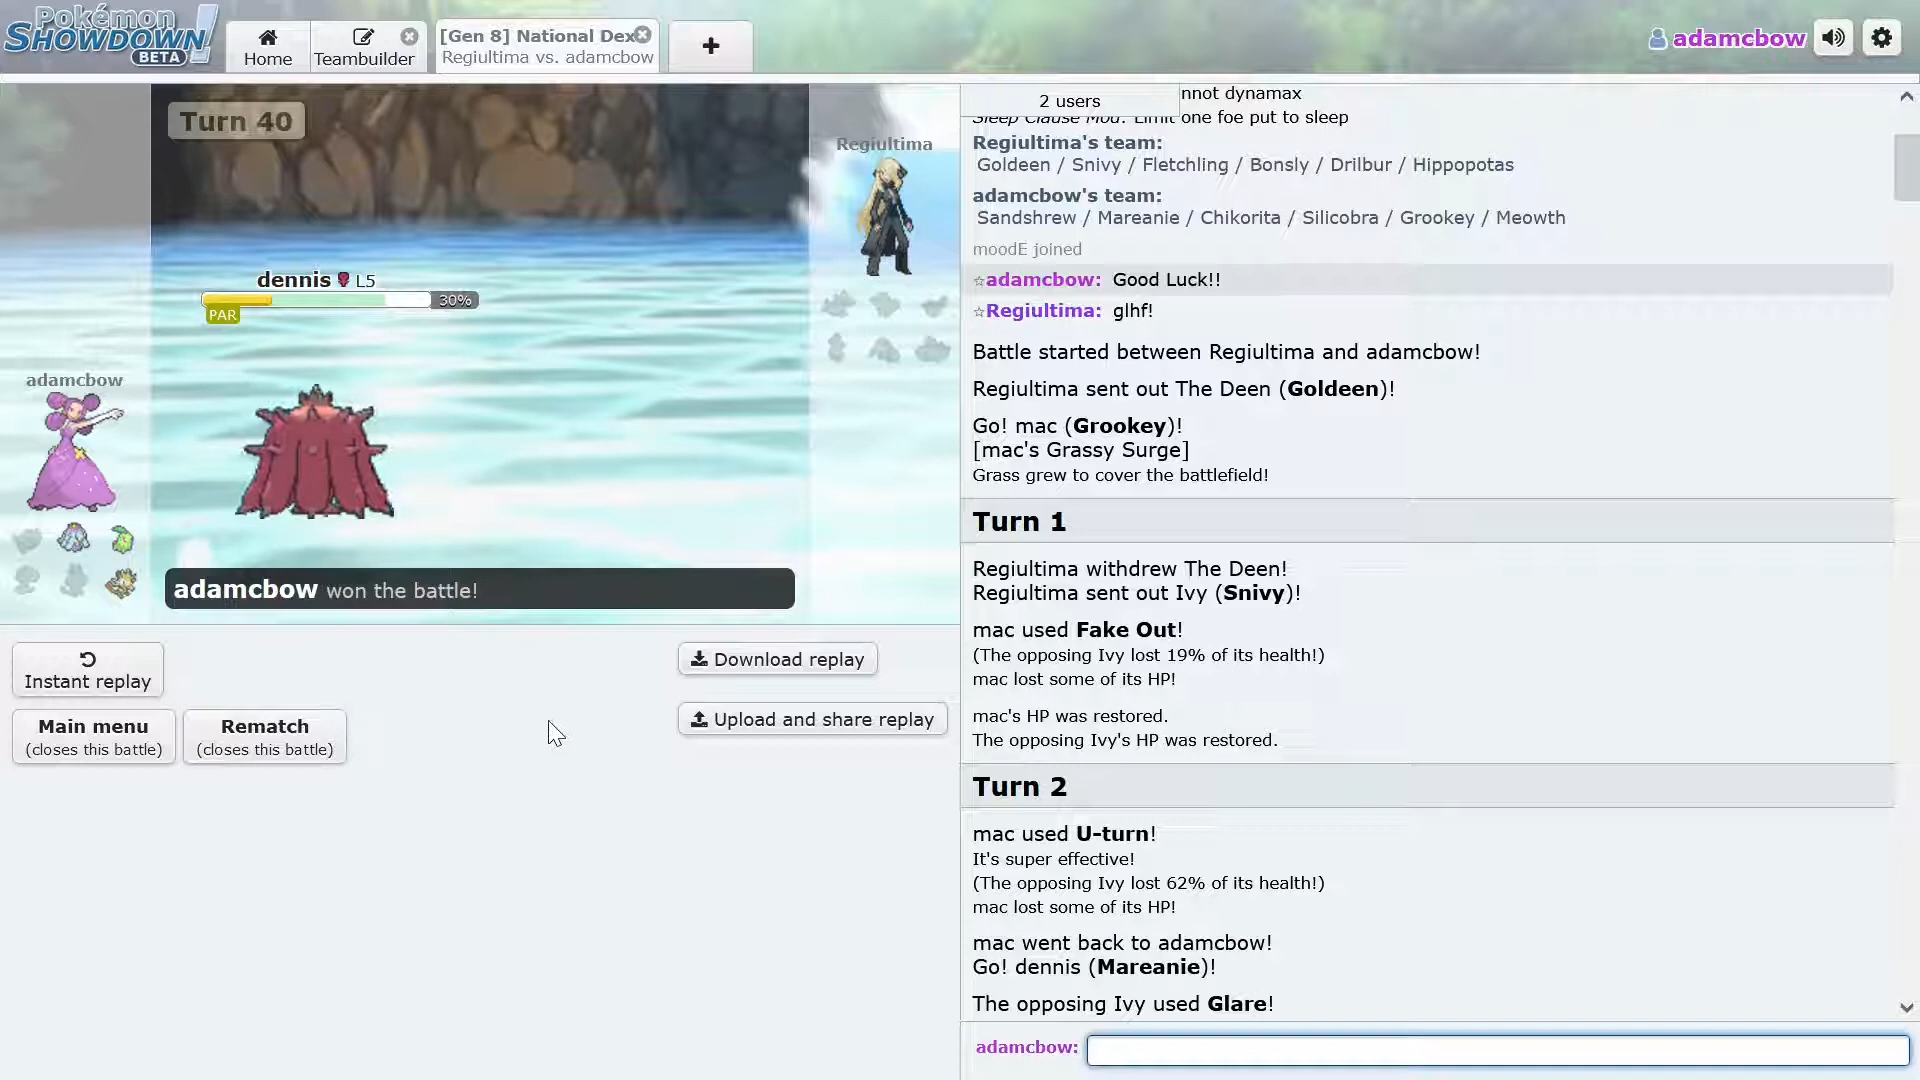 Pokémon
SHOWDOWN!
BETA
Home
Teambuilder
[Gen 8] National Dex
Regiultima vs. adamcbow
adamcbow
Turn 40
Regiultima
dennis L5
30%
PAR
adamcbow
adamcbow won the battle!
Instant replay
Main menu
(closes this battle)
Rematch
(closes this battle)
Download replay
Upload and share replay
2 users
nnot dynamax
one foe put to sleep
Regiultima's team:
Goldeen / Snivy / Fletchling / Bonsly / Drilbur / Hippopotas
adamcbow's team:
Sandshrew / Mareanie / Chikorita / Silicobra / Grookey / Meowth
moodE joined
☆adamcbow: Good Luck!!
☆Regiultima: glhf!
Battle started between Regiultima and adamcbow!
Regiultima sent out The Deen (Goldeen)!
Go! mac (Grookey)!
[mac's Grassy Surge]
Grass grew to cover the battlefield!
Turn 1
Regiultima withdrew The Deen!
Regiultima sent out Ivy (Snivy)!
mac used Fake Out!
(The opposing Ivy lost 19% of its health!)
mac lost some of its HP!
mac's HP was restored.
The opposing Ivy's HP was restored.
Turn 2
mac used U-turn!
It's super effective!
(The opposing Ivy lost 62% of its health!)
mac lost some of its HP!
mac went back to adamcbow!
Go! dennis (Mareanie)!
The opposing Ivy used Glare!
adamcbow: